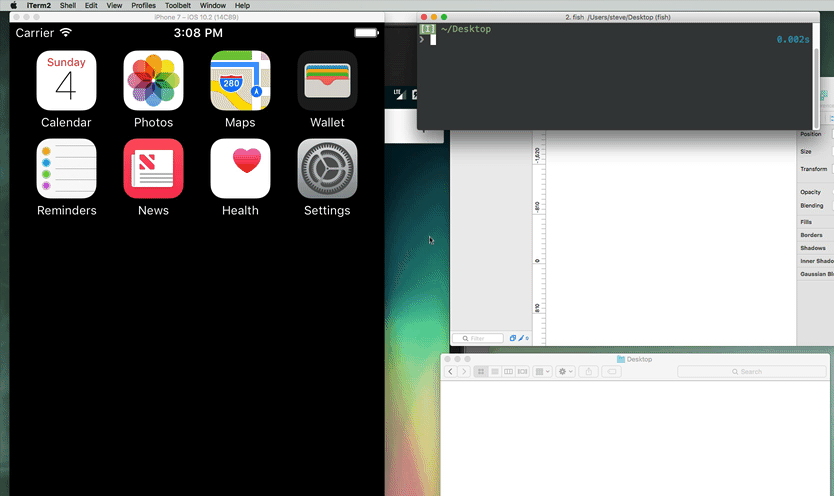 iTerm2 Shell Edit View Profiles Toolbelt Window Help
iPhone 7 – iOS 10.2 (14C89)
Carrier 3:08 PM
Sunday
4
280
A
Calendar Photos Maps Wallet
Reminders News Health Settings
LTE
2. fish /Users/steve/Desktop (fish)
[I] ~/Desktop
❯ 0.002s
-1,620
-810
0
810
Filter
0
Position
Size
Transform
Opacity
Blending
Fills
Borders
Shadows
Inner Shado
Gaussian Bl
Desktop
Search